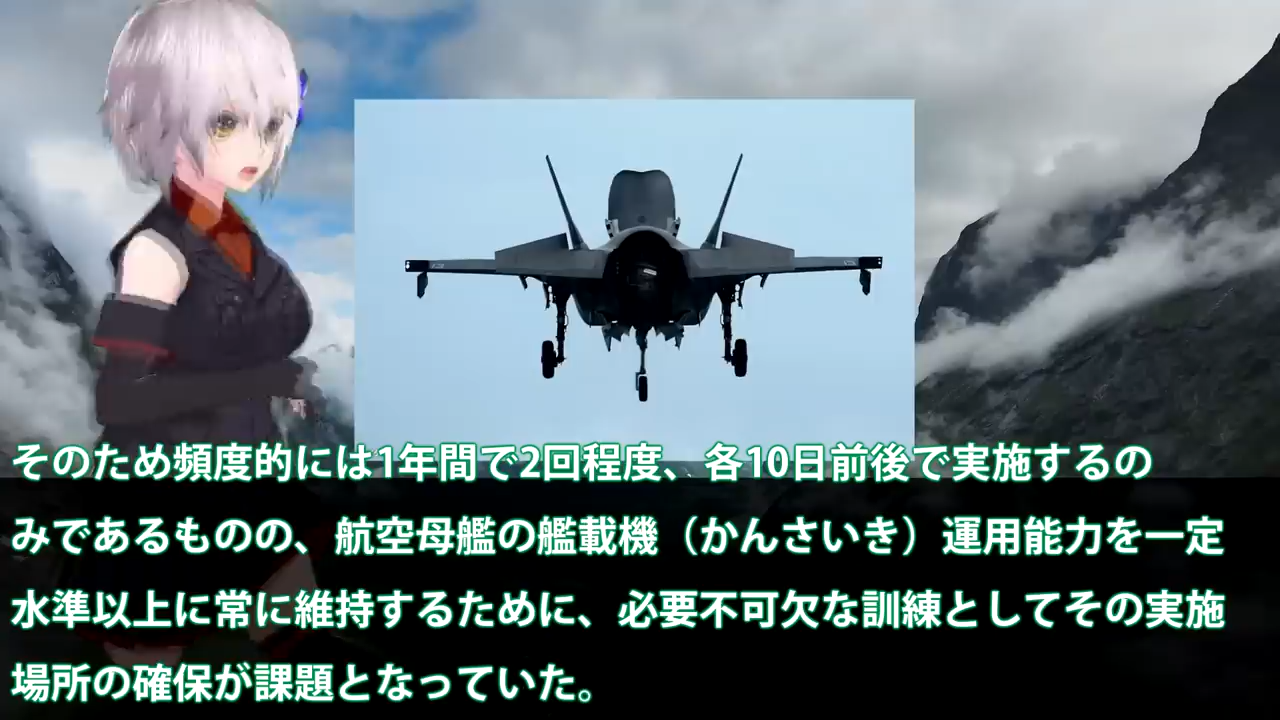 そのため頻度的には1年間で2回程度、各10日前後で実施するの
みであるものの、航空母艦の艦載機（かんさいき）運用能力を一定
水準以上に常に維持するために、必要不可欠な訓練としてその実施
場所の確保が課題となっていた。